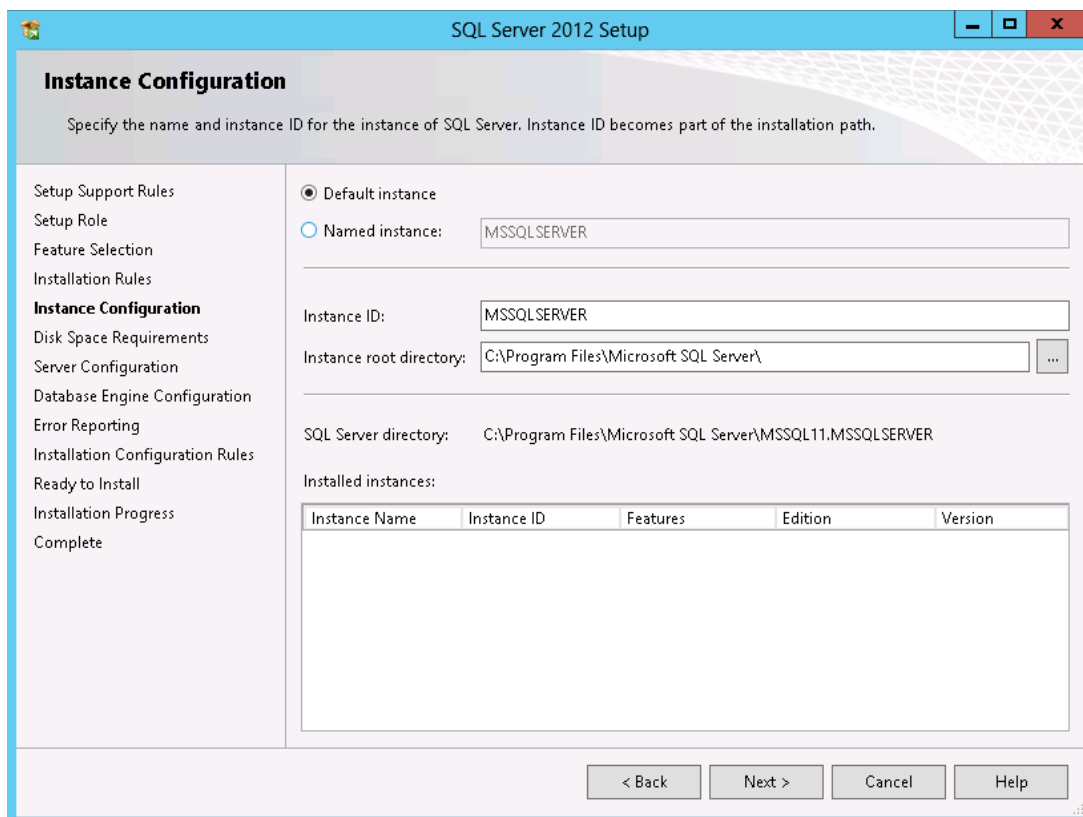 SQL Server 2012 Setup
Instance Configuration
Specify the name and instance ID for the instance of SQL Server. Instance ID becomes part of the installation path.
Setup Support Rules
Setup Role
Feature Selection
Installation Rules
Instance Configuration
Disk Space Requirements
Server Configuration
Database Engine Configuration
Error Reporting
Installation Configuration Rules
Ready to Install
Installation Progress
Complete
Default instance
Named instance: MSSQLSERVER
Instance ID: MSSQLSERVER
Instance root directory: C:\Program Files\Microsoft SQL Server\ ...
SQL Server directory: C:\Program Files\Microsoft SQL Server\MSSQL11.MSSQLSERVER
Installed instances:
Instance Name Instance ID Features Edition Version
< Back Next > Cancel Help